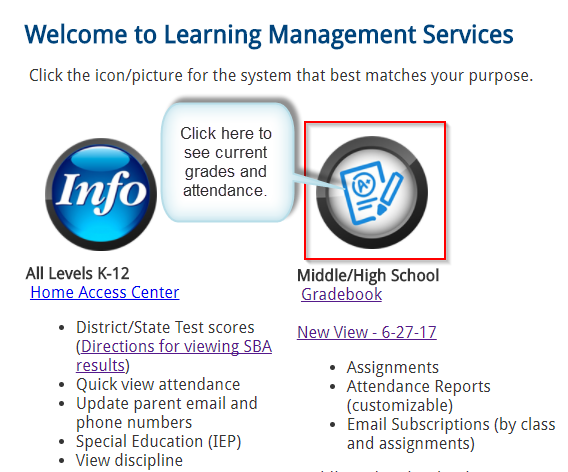 Welcome to Learning Management Services
Click the icon/picture for the system that best matches your purpose.
Info
Click here to
see current
grades and
attendance.
A+
All Levels K-12
Home Access Center
• District/State Test scores
(Directions for viewing SBA
results)
• Quick view attendance
• Update parent email and
phone numbers
• Special Education (IEP)
• View discipline
Middle/High School
Gradebook
New View - 6-27-17
• Assignments
• Attendance Reports
(customizable)
• Email Subscriptions (by class
and assignments)